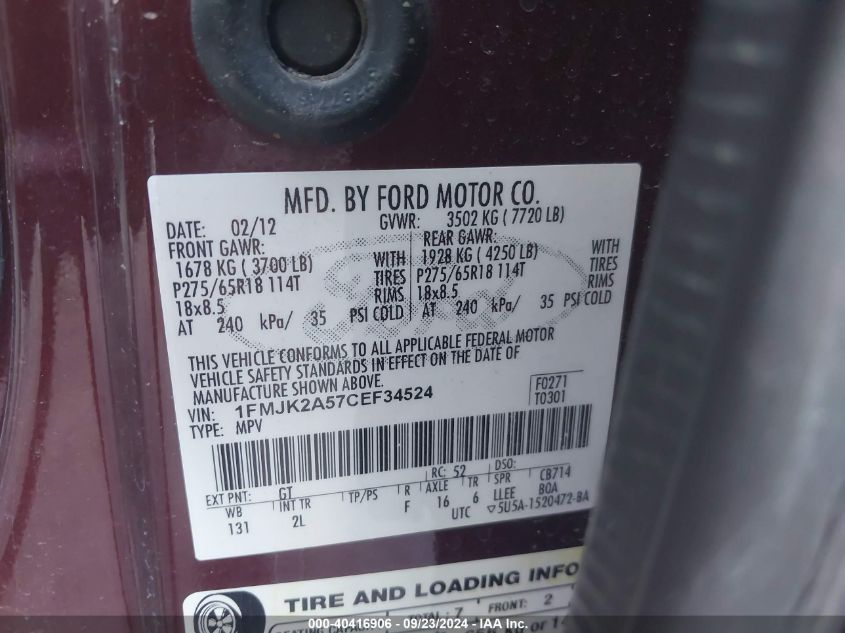 MFD. BY FORD MOTOR CO.
DATE: 02/12 GVWR: 3502 KG ( 7720 LB)
FRONT GAWR: REAR GAWR:
1678 KG ( 3700 LB) WITH 1928 KG ( 4250 LB) WITH
P275/65R18 114T TIRES P275/65R18 114T TIRES
18x8.5 RIMS 18x8.5 RIMS
AT 240 kPa/ 35 PSI COLD AT 240 kPa/ 35 PSI COLD
THIS VEHICLE CONFORMS TO ALL APPLICABLE FEDERAL MOTOR
VEHICLE SAFETY STANDARDS IN EFFECT ON THE DATE OF
MANUFACTURE SHOWN ABOVE.
F0271
VIN: 1FMJK2A57CEF34524 T0301
TYPE: MPV
EXT PNT: GT RC: 52 DSO:
WB INT TR TP/PS R AXLE TR SPR CB714
131 2L F 16 6 LLEE BOA
UTC ▽5U5A-1520472-BA
TIRE AND LOADING INFO
TOTAL: 7 FRONT: 2
000-40416906 - 09/23/2024 - IAA Inc.